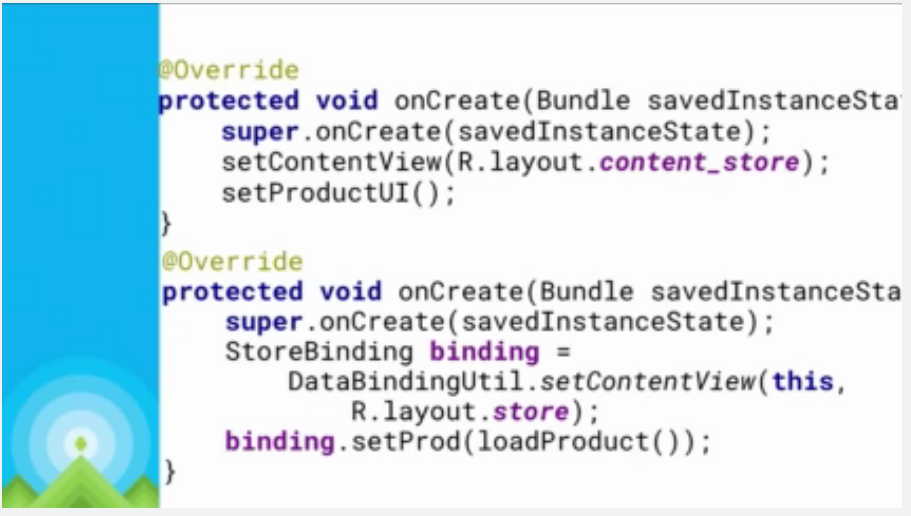 @Override
protected void onCreate(Bundle savedInstanceSta
super.onCreate(savedInstanceState);
setContentView(R.layout.content_store);
setProductUI();
}
@Override
protected void onCreate(Bundle savedInstanceSta
super.onCreate(savedInstanceState);
StoreBinding binding =
DataBindingUtil.setContentView(this,
R.layout.store);
binding.setProd(loadProduct());
}